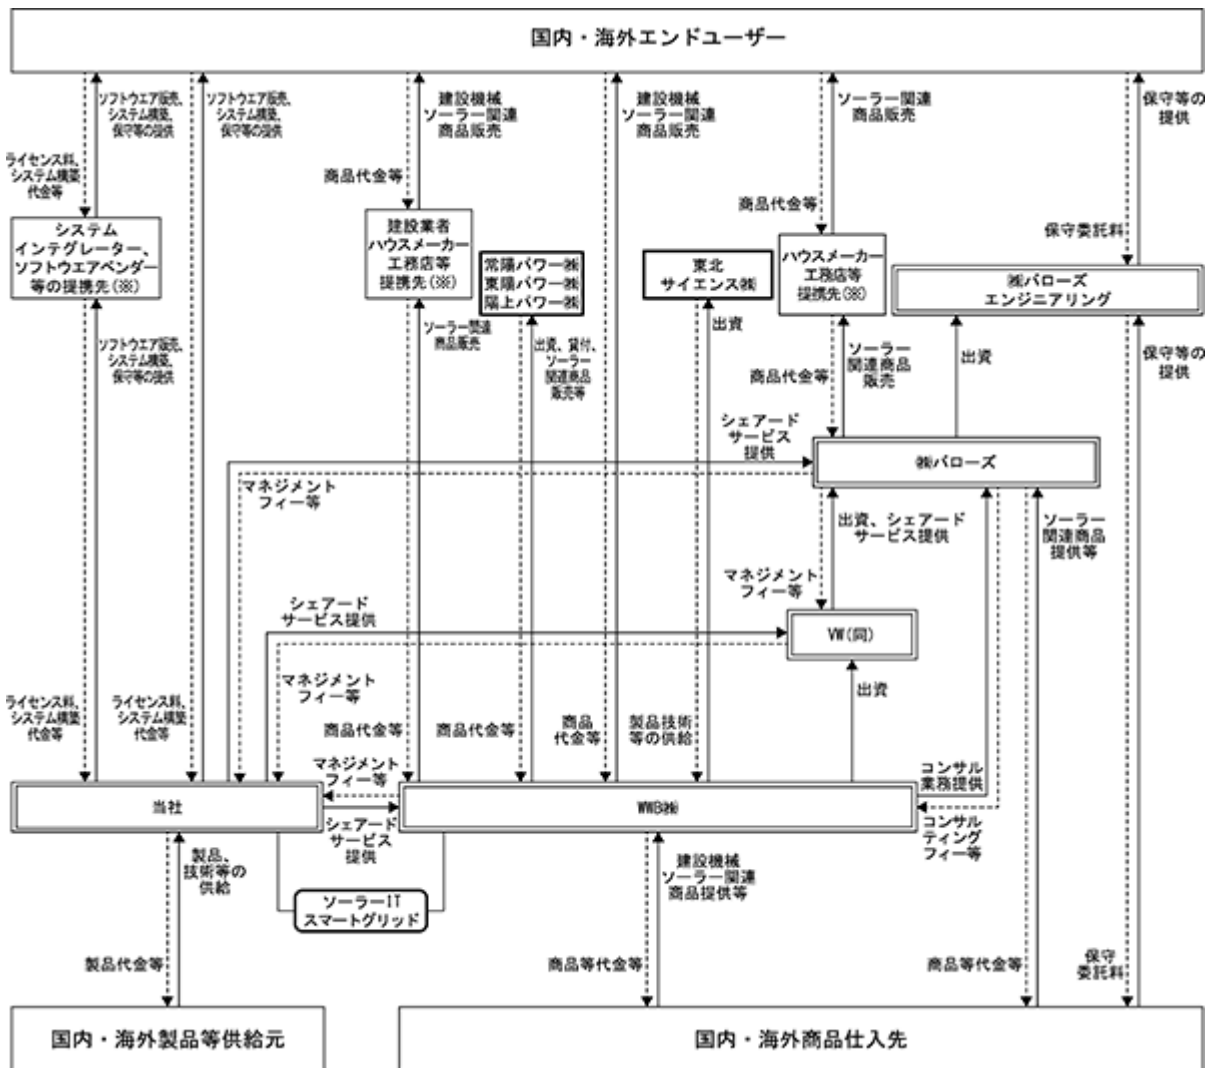 国内・海外エンドユーザー
ソフトウエア販売、
システム構築、
保守等の提供
ソフトウエア販売、
システム構築、
保守等の提供
建設機械
ソーラー関連
商品販売
建設機械
ソーラー関連
商品販売
ソーラー関連
商品販売
保守等の
提供
ライセンス料、
システム構築
代金等
商品代金等
商品代金等
保守委託料
システム
インテグレーター、
ソフトウエアベンダー
等の提携先(※)
建設業者
ハウスメーカー
工務店等
提携先(※)
常陽パワー㈱
東陽パワー㈱
陽上パワー㈱
東北
サイエンス㈱
ハウスメーカー
工務店等
提携先(※)
㈱バローズ
エンジニアリング
ソフトウエア販売、
システム構築、
保守等の提供
ソーラー関連
商品販売
出資、貸付、
ソーラー
関連商品
販売等
出資
商品代金等
ソーラー
関連商品
販売
出資
保守等の
提供
シェアード
サービス
提供
㈱バローズ
マネジメント
フィー等
出資、シェアード
サービス提供
ソーラー
関連商品
提供等
マネジメント
フィー等
シェアード
サービス提供
VW(同)
マネジメント
フィー等
出資
ライセンス料、
システム構築
代金等
ライセンス料、
システム構築
代金等
商品代金等
商品代金等
商品
代金等
製品技術
等の供給
マネジメント
フィー等
コンサル
業務提供
当社
WWB㈱
シェアード
サービス
提供
コンサル
ティング
フィー等
製品、
技術等の
供給
建設機械
ソーラー関連
商品提供等
ソーラーIT
スマートグリッド
製品代金等
商品等代金等
商品等代金等
保守
委託料
国内・海外製品等供給元
国内・海外商品仕入先